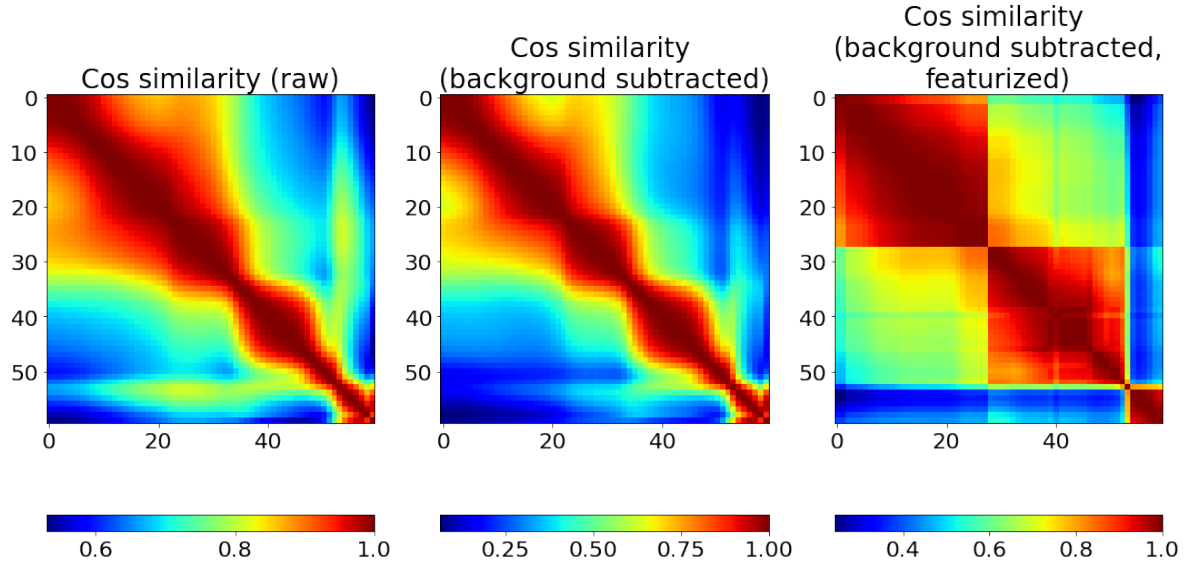 Cos similarity (raw)
0
10
20
30
40
50
0 20 40
0.6 0.8 1.0
Cos similarity
(background subtracted)
0
10
20
30
40
50
0 20 40
0.25 0.50 0.75 1.00
Cos similarity
(background subtracted,
featurized)
0
10
20
30
40
50
0 20 40
0.4 0.6 0.8 1.0